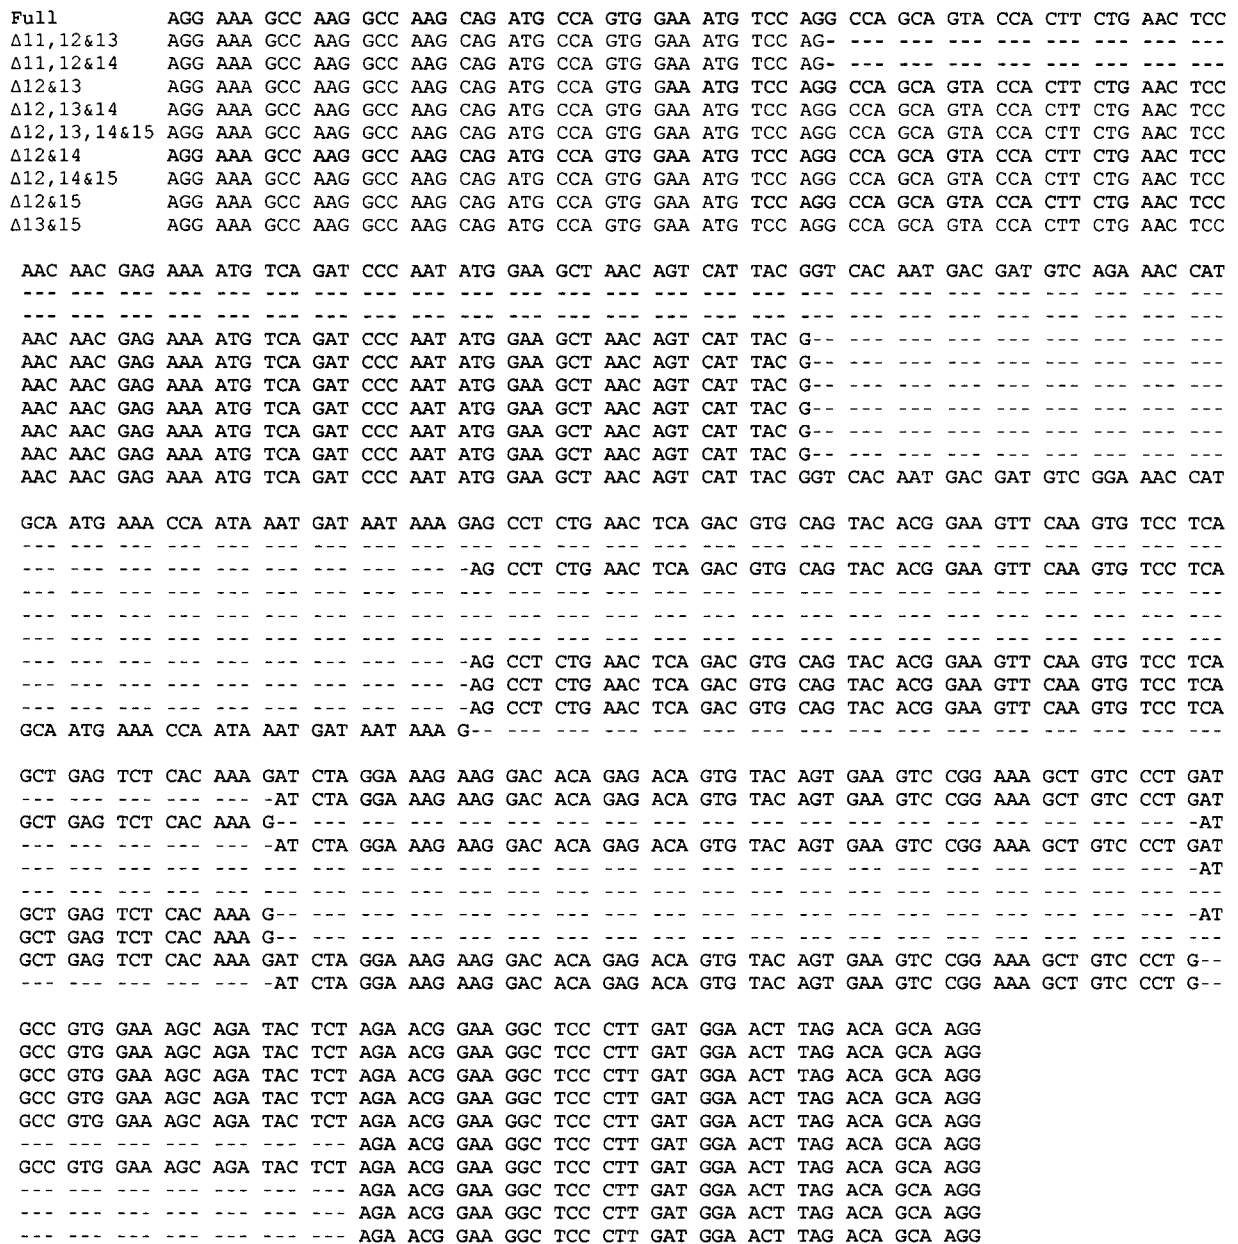 Full AGG AAA GCC AAG GCC AAG CAG ATG CCA GTG GAA ATG TCC AGG CCA GCA GTA CCA CTT CTG AAC TCC
Δ11,12&13 AGG AAA GCC AAG GCC AAG CAG ATG CCA GTG GAA ATG TCC AG- --- --- --- --- --- --- --- ---
Δ11,12&14 AGG AAA GCC AAG GCC AAG CAG ATG CCA GTG GAA ATG TCC AG- --- --- --- --- --- --- --- ---
Δ12&13 AGG AAA GCC AAG GCC AAG CAG ATG CCA GTG GAA ATG TCC AGG CCA GCA GTA CCA CTT CTG AAC TCC
Δ12,13&14 AGG AAA GCC AAG GCC AAG CAG ATG CCA GTG GAA ATG TCC AGG CCA GCA GTA CCA CTT CTG AAC TCC
Δ12,13,14&15 AGG AAA GCC AAG GCC AAG CAG ATG CCA GTG GAA ATG TCC AGG CCA GCA GTA CCA CTT CTG AAC TCC
Δ12&14 AGG AAA GCC AAG GCC AAG CAG ATG CCA GTG GAA ATG TCC AGG CCA GCA GTA CCA CTT CTG AAC TCC
Δ12,14&15 AGG AAA GCC AAG GCC AAG CAG ATG CCA GTG GAA ATG TCC AGG CCA GCA GTA CCA CTT CTG AAC TCC
Δ12&15 AGG AAA GCC AAG GCC AAG CAG ATG CCA GTG GAA ATG TCC AGG CCA GCA GTA CCA CTT CTG AAC TCC
Δ13&15 AGG AAA GCC AAG GCC AAG CAG ATG CCA GTG GAA ATG TCC AGG CCA GCA GTA CCA CTT CTG AAC TCC
AAC AAC GAG AAA ATG TCA GAT CCC AAT ATG GAA GCT AAC AGT CAT TAC GGT CAC AAT GAC GAT GTC AGA AAC CAT
--- --- --- --- --- --- --- --- --- --- --- --- --- --- --- --- --- --- --- --- --- --- --- --- ---
--- --- --- --- --- --- --- --- --- --- --- --- --- --- --- --- --- --- --- --- --- --- --- --- ---
AAC AAC GAG AAA ATG TCA GAT CCC AAT ATG GAA GCT AAC AGT CAT TAC G-- --- --- --- --- --- --- --- ---
AAC AAC GAG AAA ATG TCA GAT CCC AAT ATG GAA GCT AAC AGT CAT TAC G-- --- --- --- --- --- --- --- ---
AAC AAC GAG AAA ATG TCA GAT CCC AAT ATG GAA GCT AAC AGT CAT TAC G-- --- --- --- --- --- --- --- ---
AAC AAC GAG AAA ATG TCA GAT CCC AAT ATG GAA GCT AAC AGT CAT TAC G-- --- --- --- --- --- --- --- ---
AAC AAC GAG AAA ATG TCA GAT CCC AAT ATG GAA GCT AAC AGT CAT TAC G-- --- --- --- --- --- --- --- ---
AAC AAC GAG AAA ATG TCA GAT CCC AAT ATG GAA GCT AAC AGT CAT TAC G-- --- --- --- --- --- --- --- ---
AAC AAC GAG AAA ATG TCA GAT CCC AAT ATG GAA GCT AAC AGT CAT TAC GGT CAC AAT GAC GAT GTC GGA AAC CAT
GCA ATG AAA CCA ATA AAT GAT AAT AAA GAG CCT CTG AAC TCA GAC GTG CAG TAC ACG GAA GTT CAA GTG TCC TCA
--- --- --- --- --- --- --- --- --- --- --- --- --- --- --- --- --- --- --- --- --- --- --- --- ---
--- --- --- --- --- --- --- --- --- -AG CCT CTG AAC TCA GAC GTG CAG TAC ACG GAA GTT CAA GTG TCC TCA
--- --- --- --- --- --- --- --- --- --- --- --- --- --- --- --- --- --- --- --- --- --- --- --- ---
--- --- --- --- --- --- --- --- --- --- --- --- --- --- --- --- --- --- --- --- --- --- --- --- ---
--- --- --- --- --- --- --- --- --- --- --- --- --- --- --- --- --- --- --- --- --- --- --- --- ---
--- --- --- --- --- --- --- --- --- -AG CCT CTG AAC TCA GAC GTG CAG TAC ACG GAA GTT CAA GTG TCC TCA
--- --- --- --- --- --- --- --- --- -AG CCT CTG AAC TCA GAC GTG CAG TAC ACG GAA GTT CAA GTG TCC TCA
--- --- --- --- --- --- --- --- --- -AG CCT CTG AAC TCA GAC GTG CAG TAC ACG GAA GTT CAA GTG TCC TCA
GCA ATG AAA CCA ATA AAT GAT AAT AAA G-- --- --- --- --- --- --- --- --- --- --- --- --- --- --- ---
GCT GAG TCT CAC AAA GAT CTA GGA AAG AAG GAC ACA GAG ACA GTG TAC AGT GAA GTC CGG AAA GCT GTC CCT GAT
--- --- --- --- --- -AT CTA GGA AAG AAG GAC ACA GAG ACA GTG TAC AGT GAA GTC CGG AAA GCT GTC CCT GAT
GCT GAG TCT CAC AAA G-- --- --- --- --- --- --- --- --- --- --- --- --- --- --- --- --- --- --- -AT
--- --- --- --- --- -AT CTA GGA AAG AAG GAC ACA GAG ACA GTG TAC AGT GAA GTC CGG AAA GCT GTC CCT GAT
--- --- --- --- --- --- --- --- --- --- --- --- --- --- --- --- --- --- --- --- --- --- --- --- -AT
--- --- --- --- --- --- --- --- --- --- --- --- --- --- --- --- --- --- --- --- --- --- --- --- ---
GCT GAG TCT CAC AAA G-- --- --- --- --- --- --- --- --- --- --- --- --- --- --- --- --- --- --- -AT
GCT GAG TCT CAC AAA G-- --- --- --- --- --- --- --- --- --- --- --- --- --- --- --- --- --- --- ---
GCT GAG TCT CAC AAA GAT CTA GGA AAG AAG GAC ACA GAG ACA GTG TAC AGT GAA GTC CGG AAA GCT GTC CCT G--
--- --- --- --- --- -AT CTA GGA AAG AAG GAC ACA GAG ACA GTG TAC AGT GAA GTC CGG AAA GCT GTC CCT G--
GCC GTG GAA AGC AGA TAC TCT AGA ACG GAA GGC TCC CTT GAT GGA ACT TAG ACA GCA AGG
GCC GTG GAA AGC AGA TAC TCT AGA ACG GAA GGC TCC CTT GAT GGA ACT TAG ACA GCA AGG
GCC GTG GAA AGC AGA TAC TCT AGA ACG GAA GGC TCC CTT GAT GGA ACT TAG ACA GCA AGG
GCC GTG GAA AGC AGA TAC TCT AGA ACG GAA GGC TCC CTT GAT GGA ACT TAG ACA GCA AGG
GCC GTG GAA AGC AGA TAC TCT AGA ACG GAA GGC TCC CTT GAT GGA ACT TAG ACA GCA AGG
--- --- --- --- --- --- --- AGA ACG GAA GGC TCC CTT GAT GGA ACT TAG ACA GCA AGG
GCC GTG GAA AGC AGA TAC TCT AGA ACG GAA GGC TCC CTT GAT GGA ACT TAG ACA GCA AGG
--- --- --- --- --- --- --- AGA ACG GAA GGC TCC CTT GAT GGA ACT TAG ACA GCA AGG
--- --- --- --- --- --- --- AGA ACG GAA GGC TCC CTT GAT GGA ACT TAG ACA GCA AGG
--- --- --- --- --- --- --- AGA ACG GAA GGC TCC CTT GAT GGA ACT TAG ACA GCA AGG